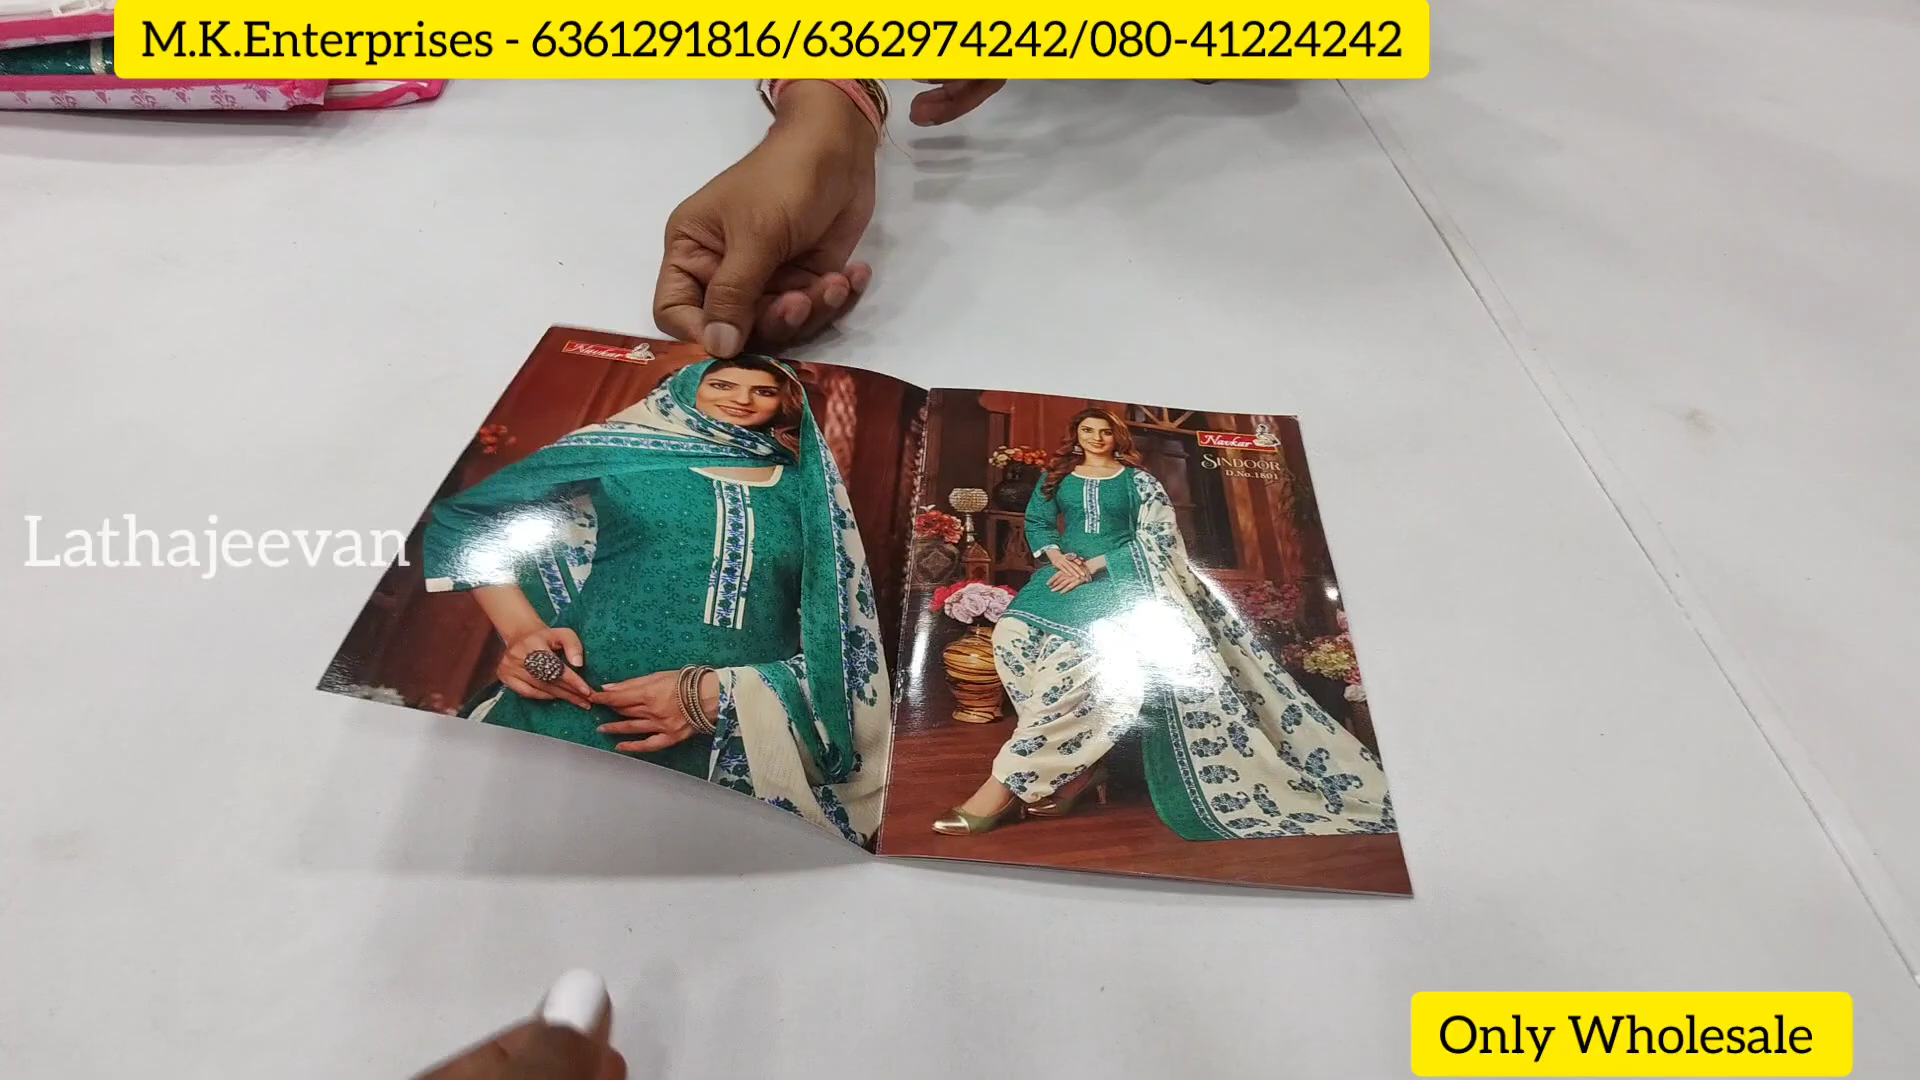 M.K.Enterprises - 6361291816/6362974242/080-41224242
Navkar
Navkar
SINDOOR
D.No.1801
Lathajeevan
Only Wholesale